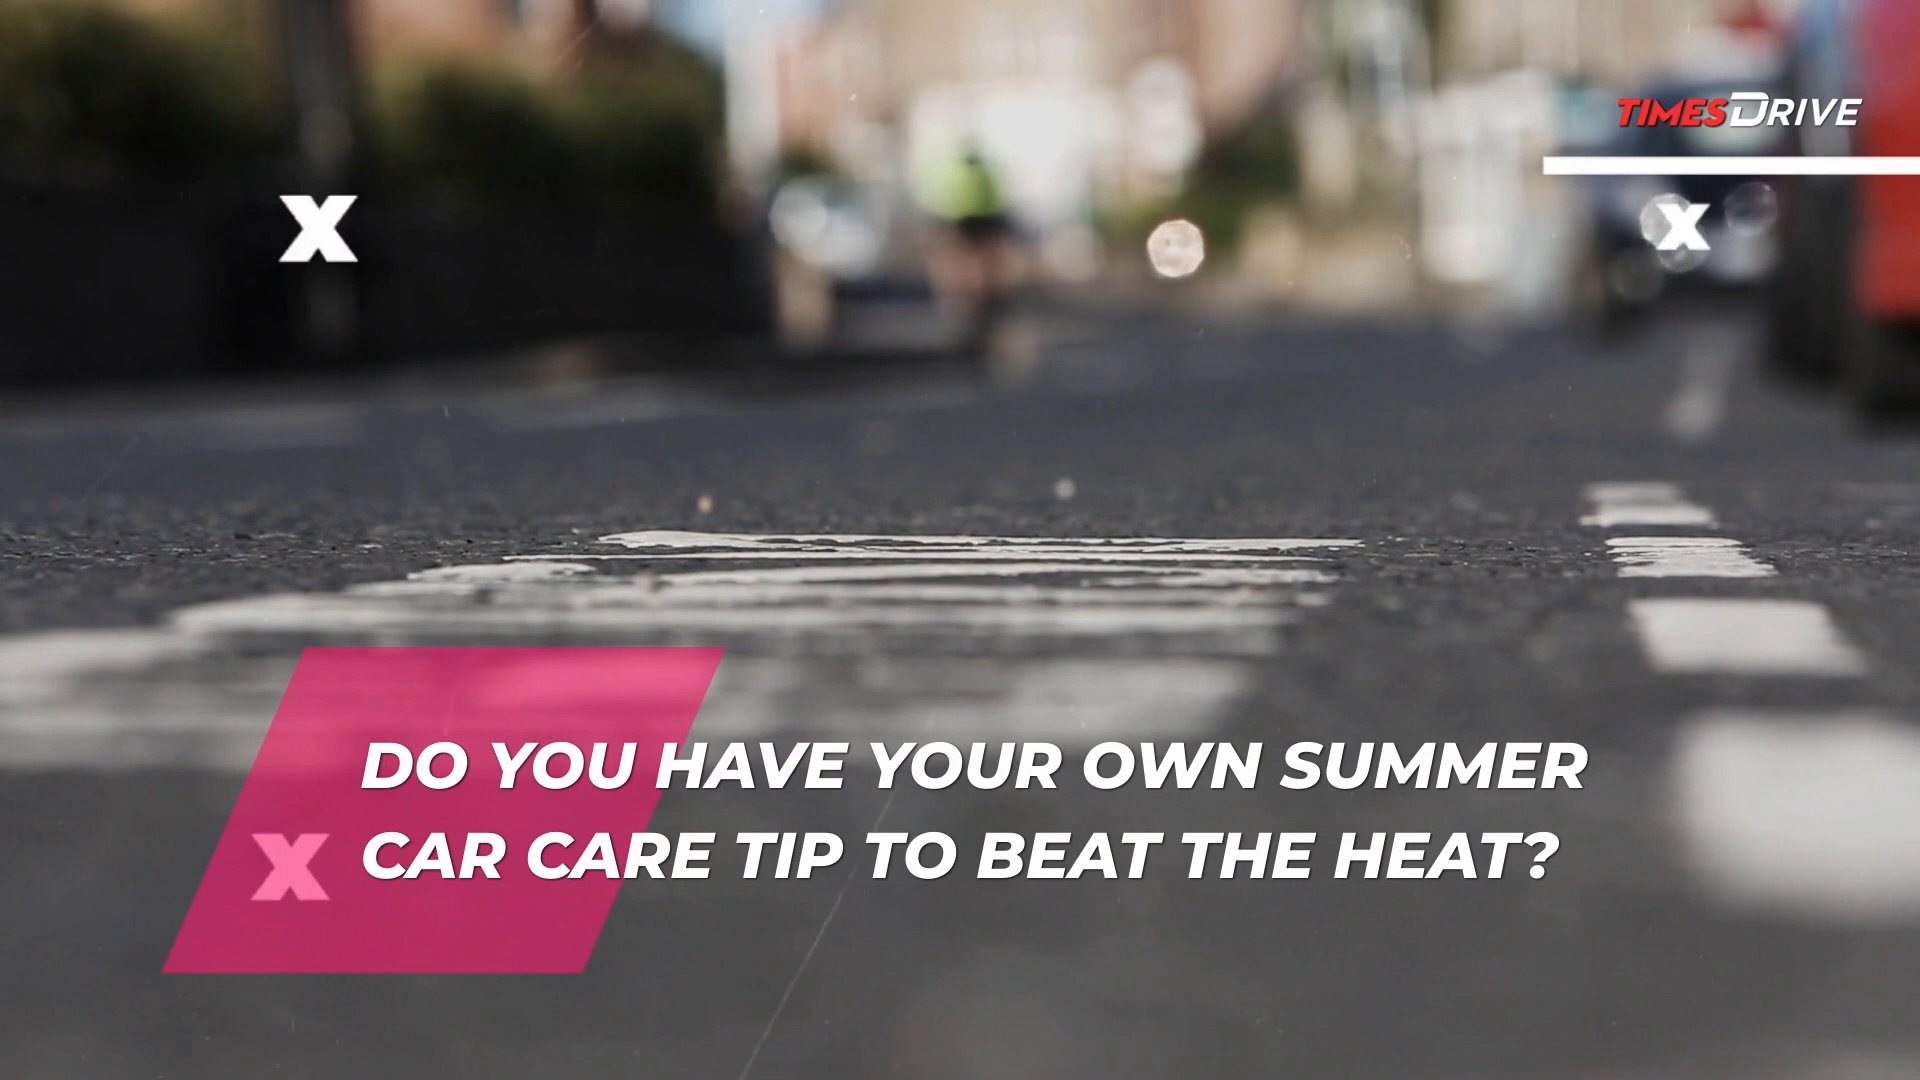 TIMESDRIVE
X
X
DO YOU HAVE YOUR OWN SUMMER
X CAR CARE TIP TO BEAT THE HEAT?